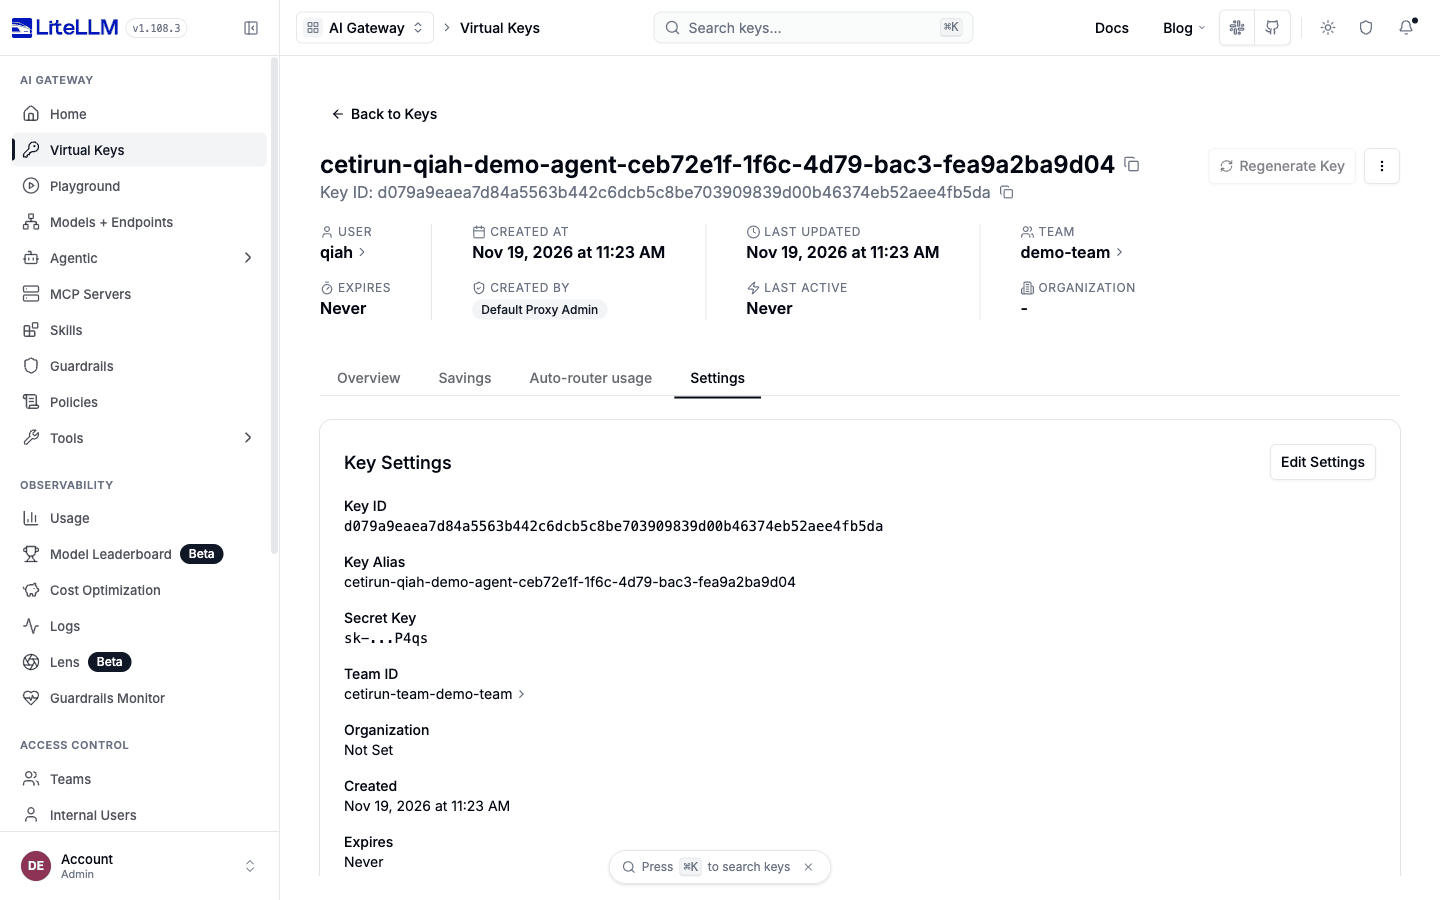 LiteLLM v1.108.3
AI Gateway
Virtual Keys
Search keys...
⌘K
Docs
Blog
AI GATEWAY
Home
Virtual Keys
Playground
Models + Endpoints
Agentic
MCP Servers
Skills
Guardrails
Policies
Tools
OBSERVABILITY
Usage
Model Leaderboard Beta
Cost Optimization
Logs
Lens Beta
Guardrails Monitor
ACCESS CONTROL
Teams
Internal Users
DE
Account
Admin
Back to Keys
cetirun-qiah-demo-agent-ceb72e1f-1f6c-4d79-bac3-fea9a2ba9d04
Regenerate Key
Key ID: d079a9eaea7d84a5563b442c6dcb5c8be703909839d00b46374eb52aee4fb5da
USER
qiah
CREATED AT
Nov 19, 2026 at 11:23 AM
LAST UPDATED
Nov 19, 2026 at 11:23 AM
TEAM
demo-team
EXPIRES
Never
CREATED BY
Default Proxy Admin
LAST ACTIVE
Never
ORGANIZATION
-
Overview
Savings
Auto-router usage
Settings
Key Settings
Edit Settings
Key ID
d079a9eaea7d84a5563b442c6dcb5c8be703909839d00b46374eb52aee4fb5da
Key Alias
cetirun-qiah-demo-agent-ceb72e1f-1f6c-4d79-bac3-fea9a2ba9d04
Secret Key
sk-...P4qs
Team ID
cetirun-team-demo-team
Organization
Not Set
Created
Nov 19, 2026 at 11:23 AM
Expires
Never
Press ⌘K to search keys